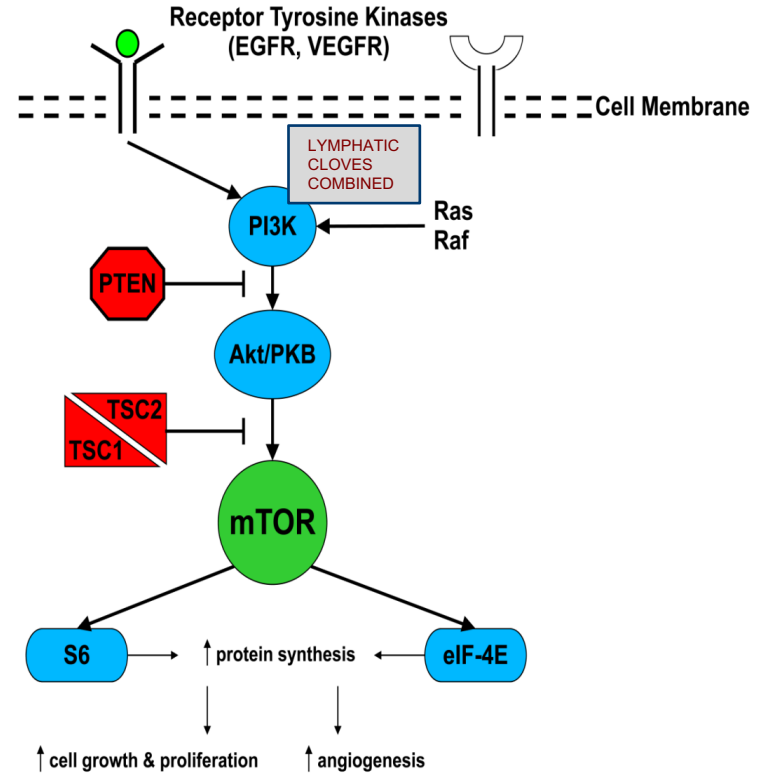 Receptor Tyrosine Kinases
(EGFR, VEGFR)
Cell Membrane
LYMPHATIC
CLOVES
COMBINED
PI3K
Ras
Raf
PTEN
Akt/PKB
TSC2
TSC1
mTOR
S6
↑ protein synthesis
eIF-4E
↑ cell growth & proliferation
↑ angiogenesis